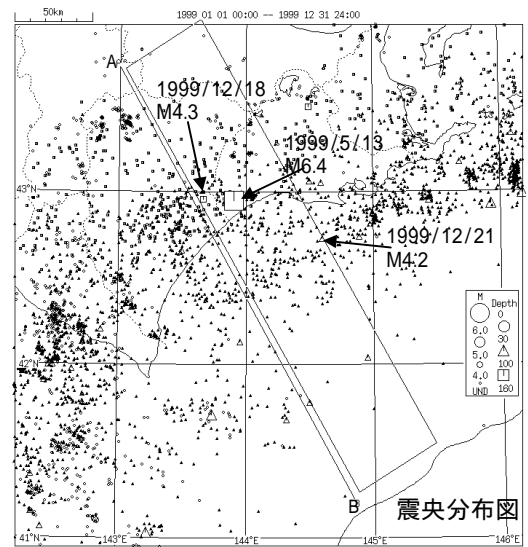 50km
1999 01 01 00:00 -- 1999 12 31 24:00
A
1999/12/18
M4.3
1999/5/13
M6.4
43°N
1999/12/21
M4.2
M
Depth
0
6.0
30
5.0
100
4.0
160
UND
42°N
B
震央分布図
41°N
143°E
144°E
145°E
146°E